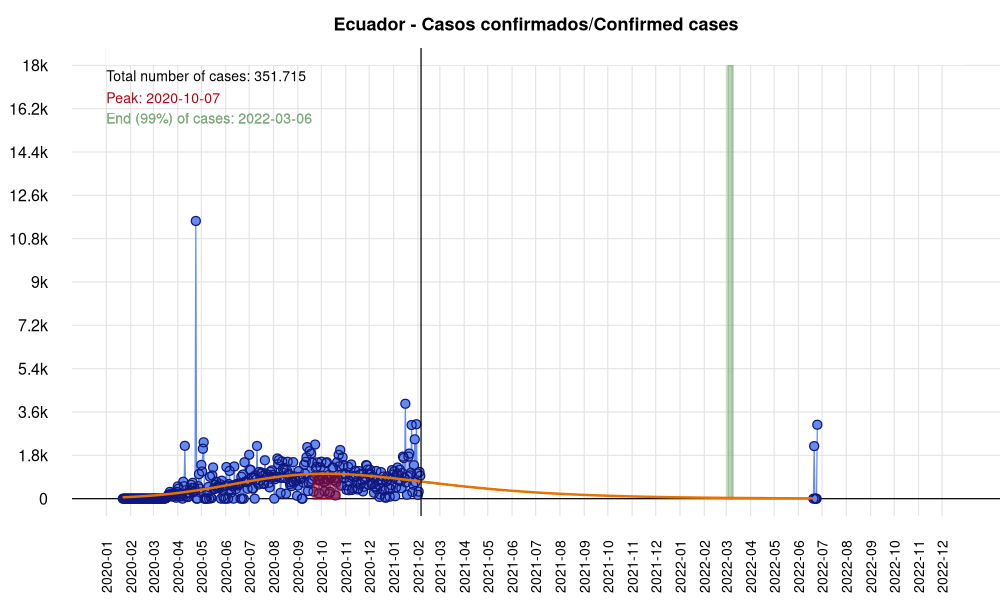 Ecuador - Casos confirmados/Confirmed cases
Total number of cases: 351.715
Peak: 2020-10-07
End (99%) of cases: 2022-03-06
18k
16.2k
14.4k
12.6k
10.8k
9k
7.2k
5.4k
3.6k
1.8k
0
2020-01
2020-02
2020-03
2020-04
2020-05
2020-06
2020-07
2020-08
2020-09
2020-10
2020-11
2020-12
2021-01
2021-02
2021-03
2021-04
2021-05
2021-06
2021-07
2021-08
2021-09
2021-10
2021-11
2021-12
2022-01
2022-02
2022-03
2022-04
2022-05
2022-06
2022-07
2022-08
2022-09
2022-10
2022-11
2022-12